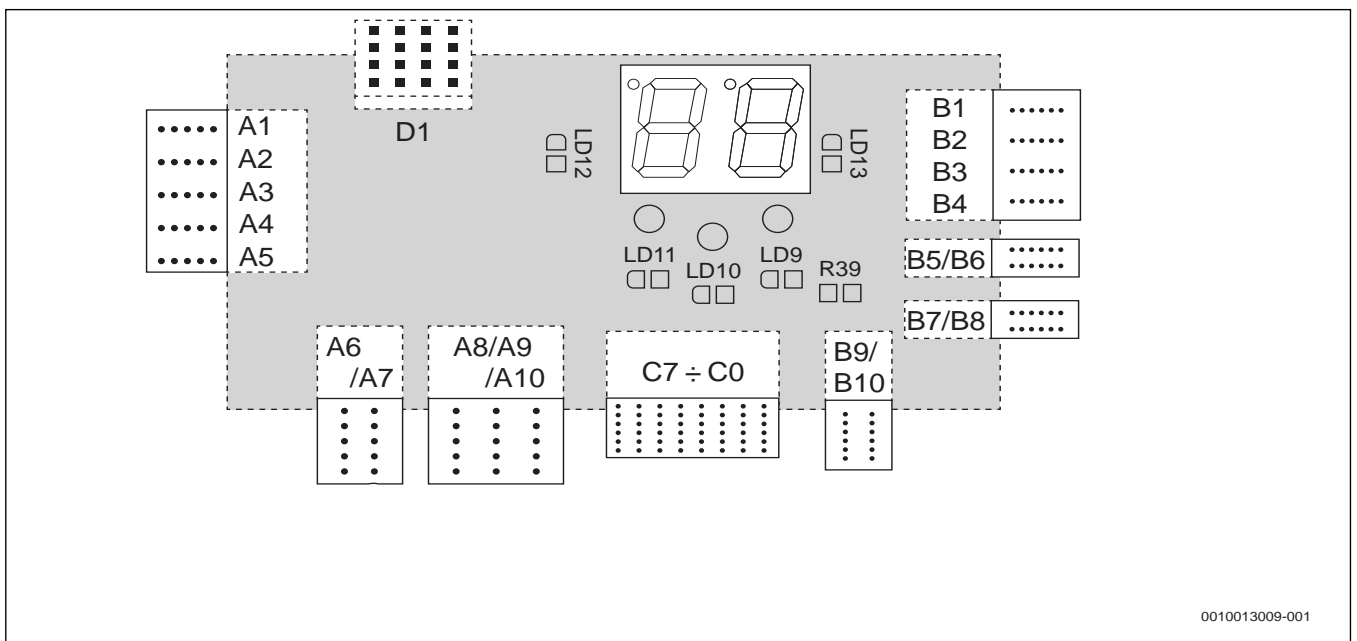 D1
A1
A2
A3
A4
A5
LD12
LD13
B1
B2
B3
B4
LD11
LD10
LD9
R39
B5/B6
B7/B8
A6
/A7
A8/A9
/A10
C7 ÷ C0
B9/
B10
0010013009-001